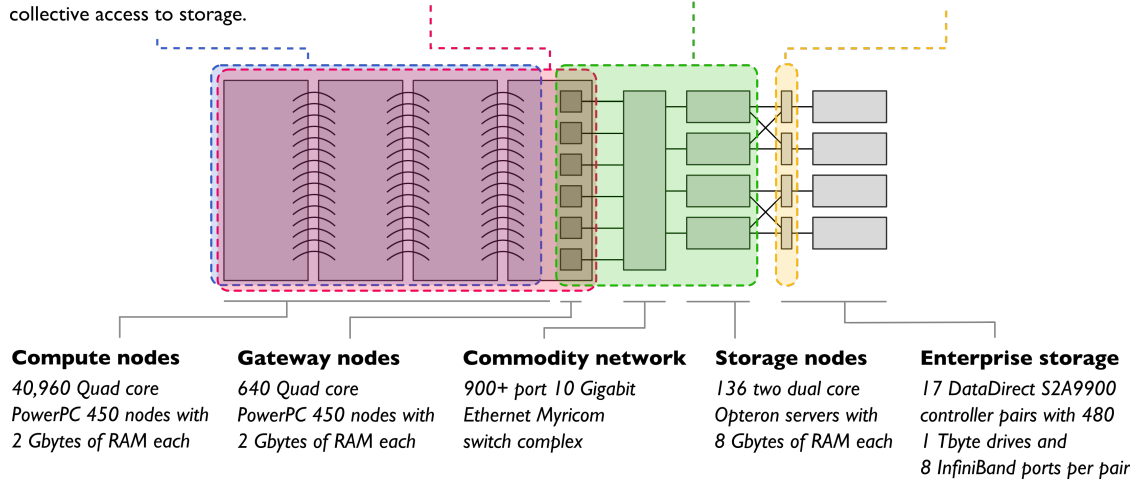 collective access to storage.
Compute nodes
40,960 Quad core
PowerPC 450 nodes with
2 Gbytes of RAM each
Gateway nodes
640 Quad core
PowerPC 450 nodes with
2 Gbytes of RAM each
Commodity network
900+ port 10 Gigabit
Ethernet Myricom
switch complex
Storage nodes
136 two dual core
Opteron servers with
8 Gbytes of RAM each
Enterprise storage
17 DataDirect S2A9900
controller pairs with 480
1 Tbyte drives and
8 InfiniBand ports per pair